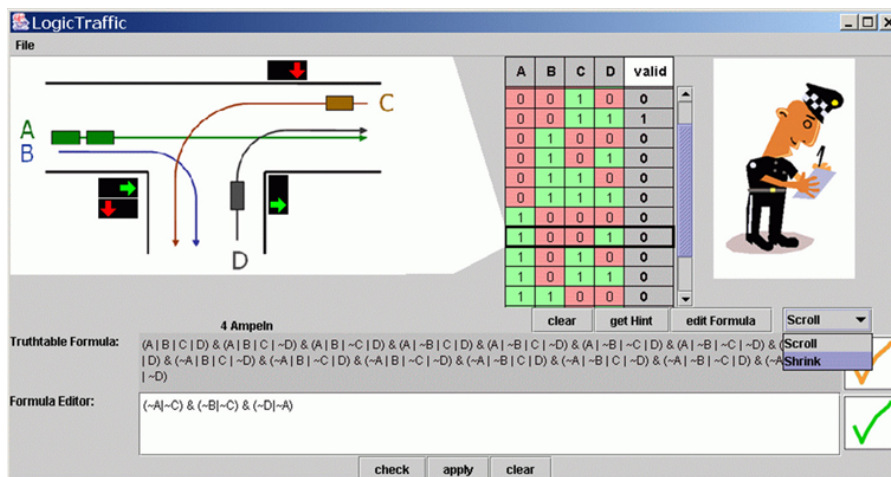 LogicTraffic
File
A B C D valid
0 0 1 0 0
0 0 1 1 1
0 1 0 0 0
0 1 0 1 0
0 1 1 0 0
0 1 1 1 0
1 0 0 0 0
1 0 0 1 0
1 0 1 0 0
1 0 1 1 0
1 1 0 0 0
A
B
C
D
4 Ampeln
clear get Hint edit Formula Scroll
Scroll
Shrink
Truthtable Formula:
(A | B | C | D) & (A | B | C | ~D) & (A | B | ~C | D) & (A | ~B | C | D) & (A | ~B | C | ~D) & (A | ~B | ~C | D) & (A | ~B | ~C | ~D) & (
| D) & (~A | B | C | ~D) & (~A | B | ~C | D) & (~A | B | ~C | ~D) & (~A | ~B | C | D) & (~A | ~B | C | ~D) & (~A | ~B | ~C | D) & (~A
| ~D)
Formula Editor:
(~A|~C) & (~B|~C) & (~D|~A)
check apply clear